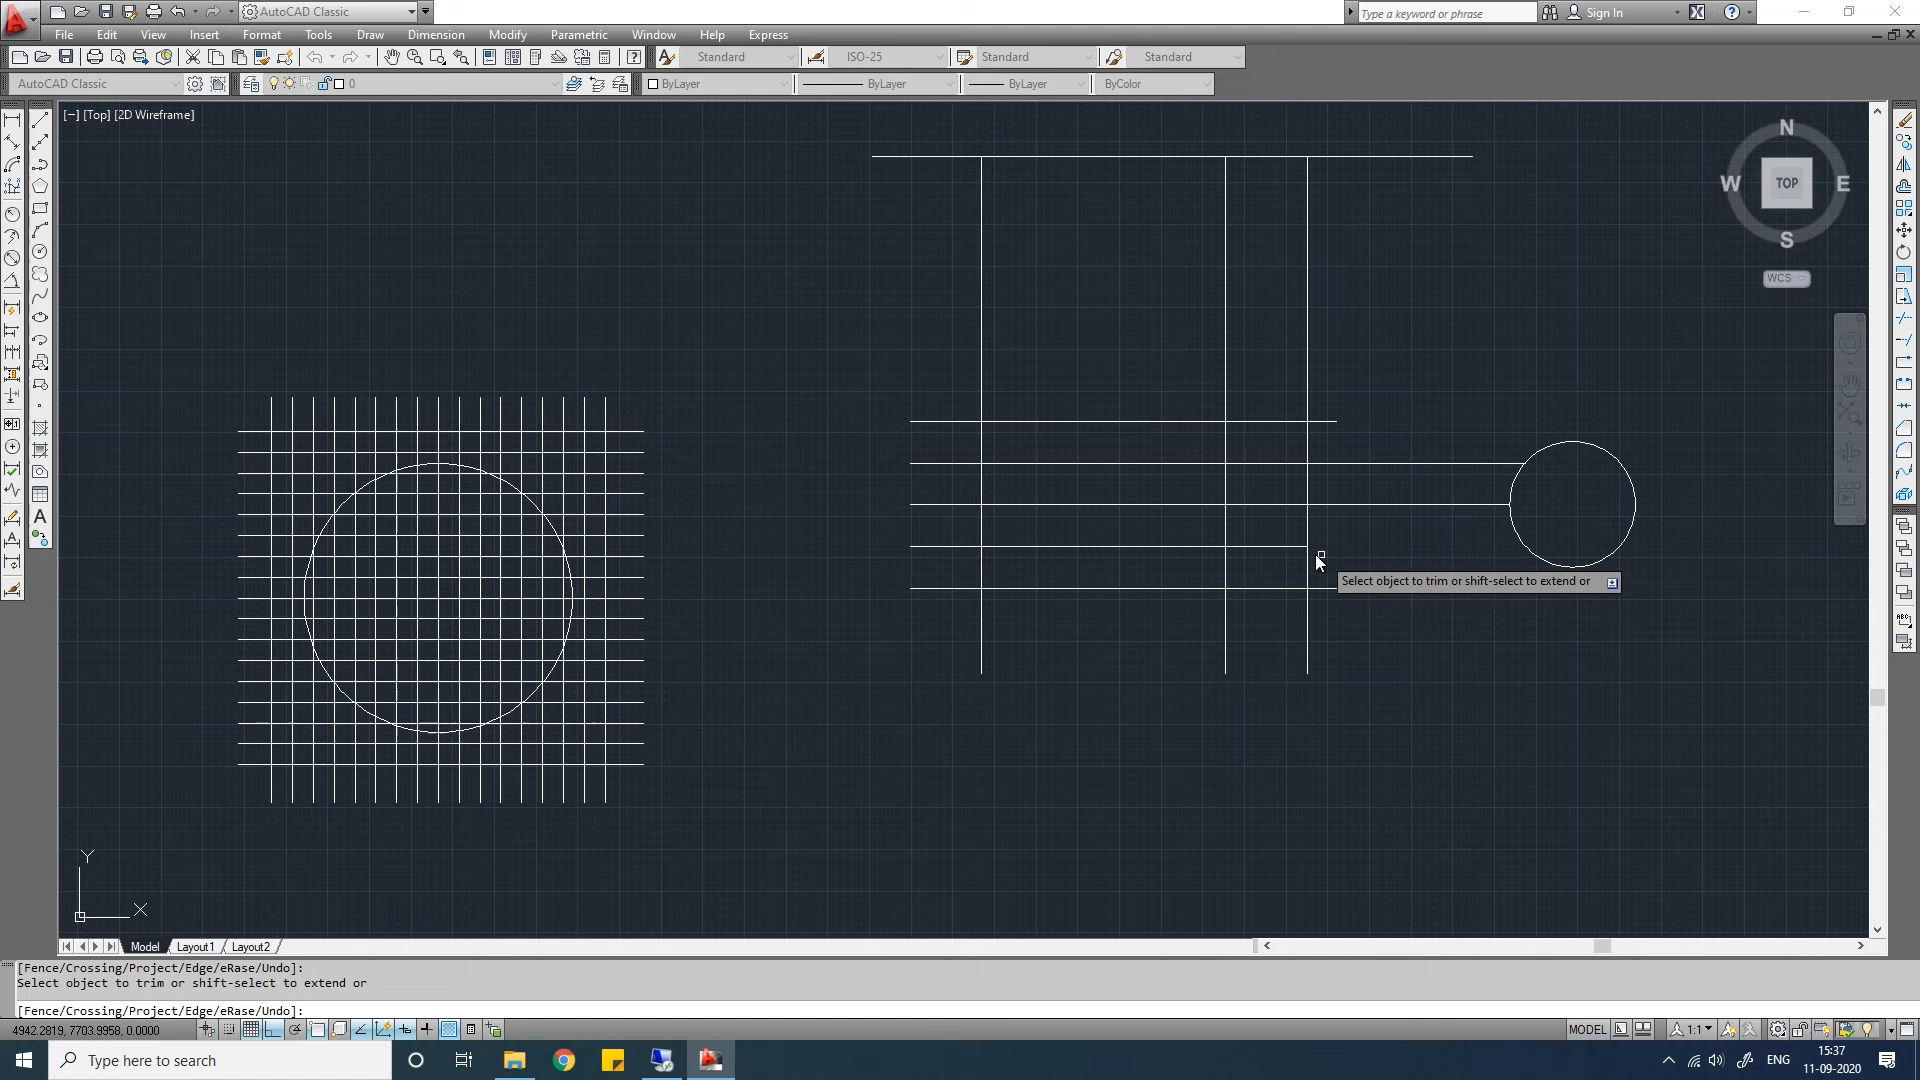 AutoCAD Classic
Type a keyword or phrase
Sign In
File Edit View Insert Format Tools Draw Dimension Modify Parametric Window Help Express
Standard ISO-25 Standard Standard
AutoCAD Classic 0 ByLayer ByLayer ByLayer ByColor
[−] [Top] [2D Wireframe]
N
W TOP E
S
WCS
Select object to trim or shift-select to extend or
Y
X
Model Layout1 Layout2
[Fence/Crossing/Project/Edge/eRase/Undo]:
Select object to trim or shift-select to extend or
[Fence/Crossing/Project/Edge/eRase/Undo]:
4942.2819, 7703.9958, 0.0000 MODEL 1:1
Type here to search
ENG
15:37
11-09-2020